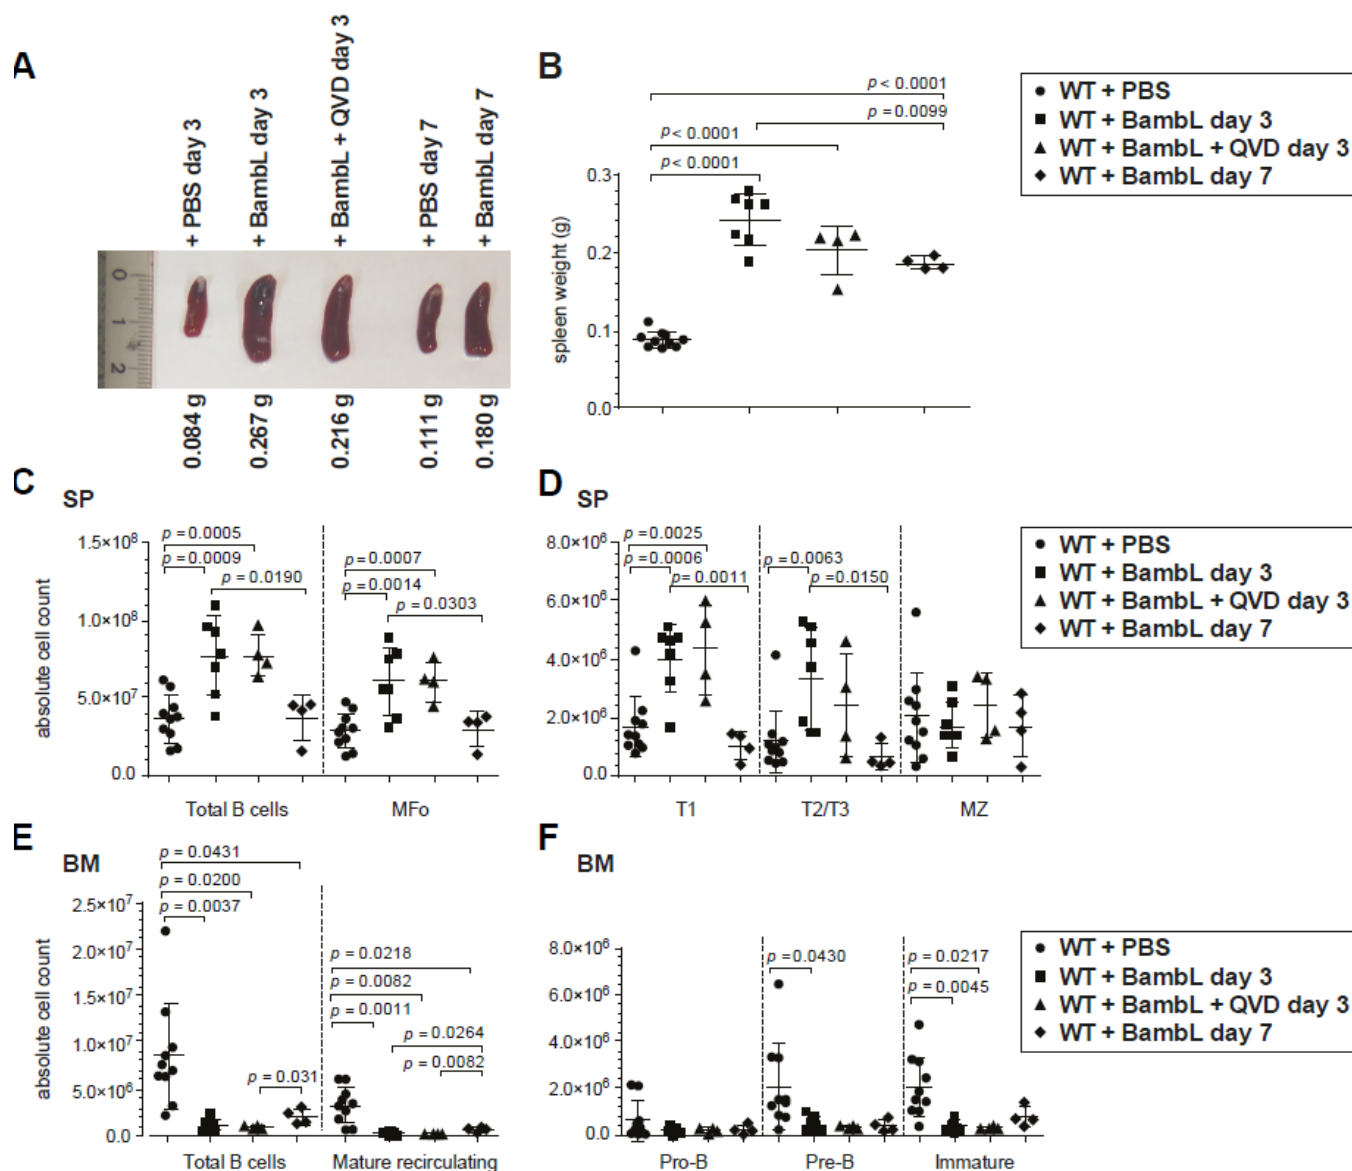 A
+ PBS day 3
+ BambL day 3
+ BambL + QVD day 3
+ PBS day 7
+ BambL day 7
0
1
2
0.084 g
0.267 g
0.216 g
0.111 g
0.180 g
B
p < 0.0001
p = 0.0099
p < 0.0001
p < 0.0001
0.3
0.2
0.1
0.0
spleen weight (g)
WT + PBS
WT + BambL day 3
WT + BambL + QVD day 3
WT + BambL day 7
C
SP
p = 0.0005
p = 0.0009
p = 0.0190
p = 0.0007
p = 0.0014
p = 0.0303
1.5×10⁸
1.0×10⁸
5.0×10⁷
0.0
absolute cell count
Total B cells
MFo
D
SP
p = 0.0025
p = 0.0006
p = 0.0011
p = 0.0063
p = 0.0150
8.0×10⁶
6.0×10⁶
4.0×10⁶
2.0×10⁶
0.0
T1
T2/T3
MZ
WT + PBS
WT + BambL day 3
WT + BambL + QVD day 3
WT + BambL day 7
E
BM
p = 0.0431
p = 0.0200
p = 0.0037
p = 0.031
p = 0.0218
p = 0.0082
p = 0.0011
p = 0.0264
p = 0.0082
2.5×10⁷
2.0×10⁷
1.5×10⁷
1.0×10⁷
5.0×10⁶
0.0
absolute cell count
Total B cells
Mature recirculating
F
BM
p = 0.0430
p = 0.0217
p = 0.0045
8.0×10⁶
6.0×10⁶
4.0×10⁶
2.0×10⁶
0.0
Pro-B
Pre-B
Immature
WT + PBS
WT + BambL day 3
WT + BambL + QVD day 3
WT + BambL day 7